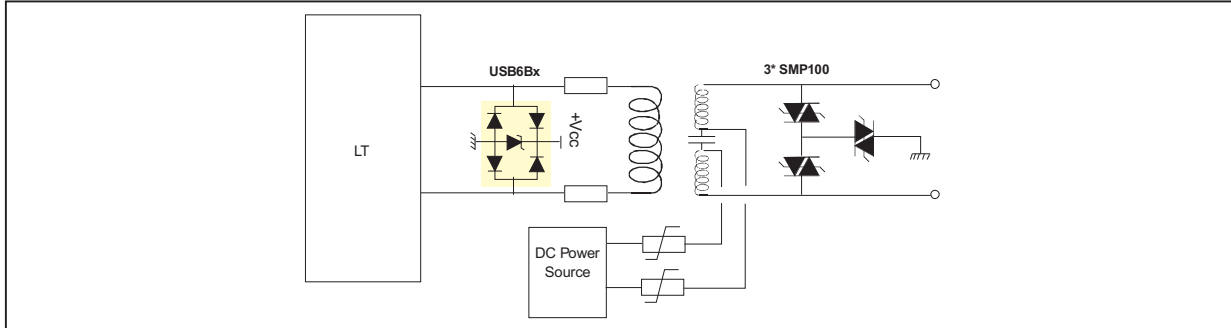 USB6Bx
3* SMP100
LT
+Vcc
DC Power
Source